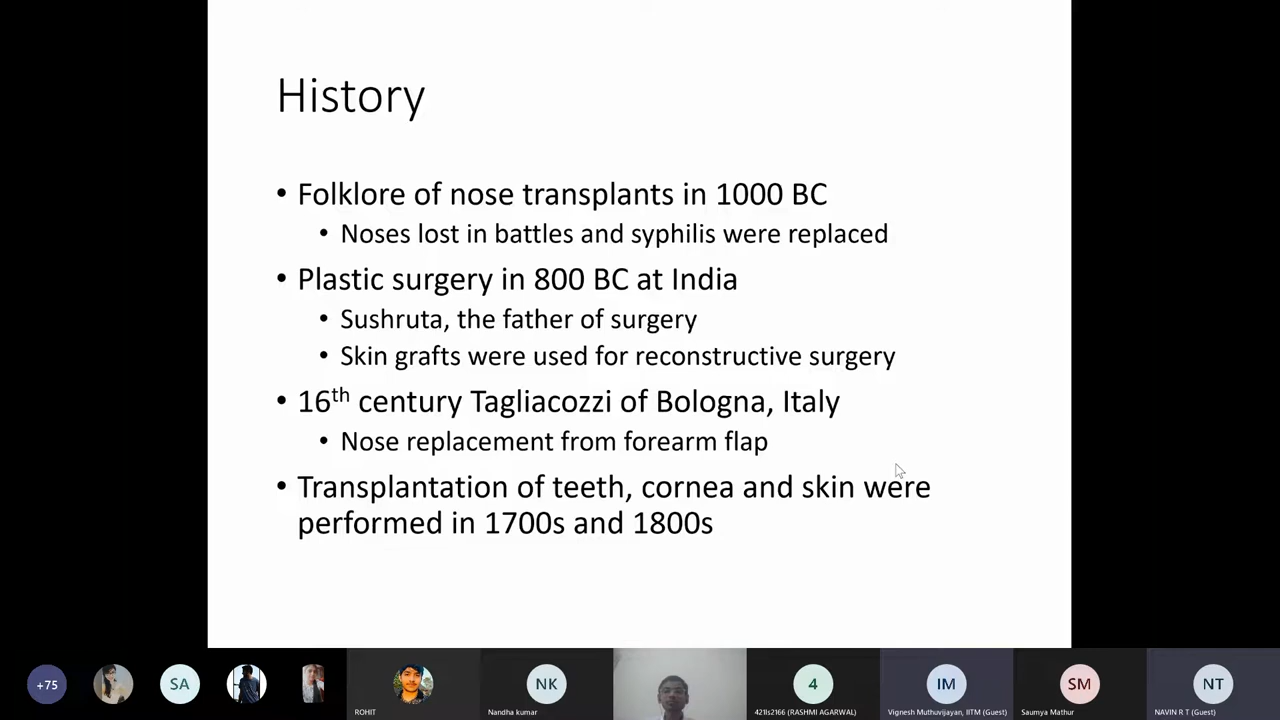 History
• Folklore of nose transplants in 1000 BC
• Noses lost in battles and syphilis were replaced
• Plastic surgery in 800 BC at India
• Sushruta, the father of surgery
• Skin grafts were used for reconstructive surgery
• 16th century Tagliacozzi of Bologna, Italy
• Nose replacement from forearm flap
• Transplantation of teeth, cornea and skin were
performed in 1700s and 1800s
+75
SA
NK
4
IM
SM
NT
ROHIT
Nandha kumar
421ls2166 (RASHMI AGARWAL)
Vignesh Muthuvijayan, IITM (Guest)
Saumya Mathur
NAVIN R T (Guest)